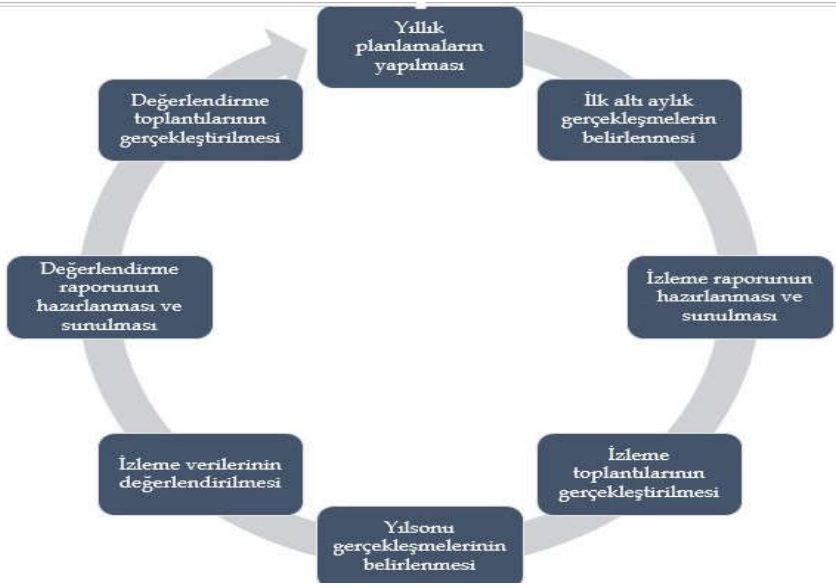 Yıllık
planlamaların
yapılması
İlk altı aylık
gerçekleşmelerin
belirlenmesi
İzleme raporunun
hazırlanması ve
sunulması
İzleme
toplantılarının
gerçekleştirilmesi
Yılsonu
gerçekleşmelerinin
belirlenmesi
İzleme verilerinin
değerlendirilmesi
Değerlendirme
raporunun
hazırlanması ve
sunulması
Değerlendirme
toplantılarının
gerçekleştirilmesi